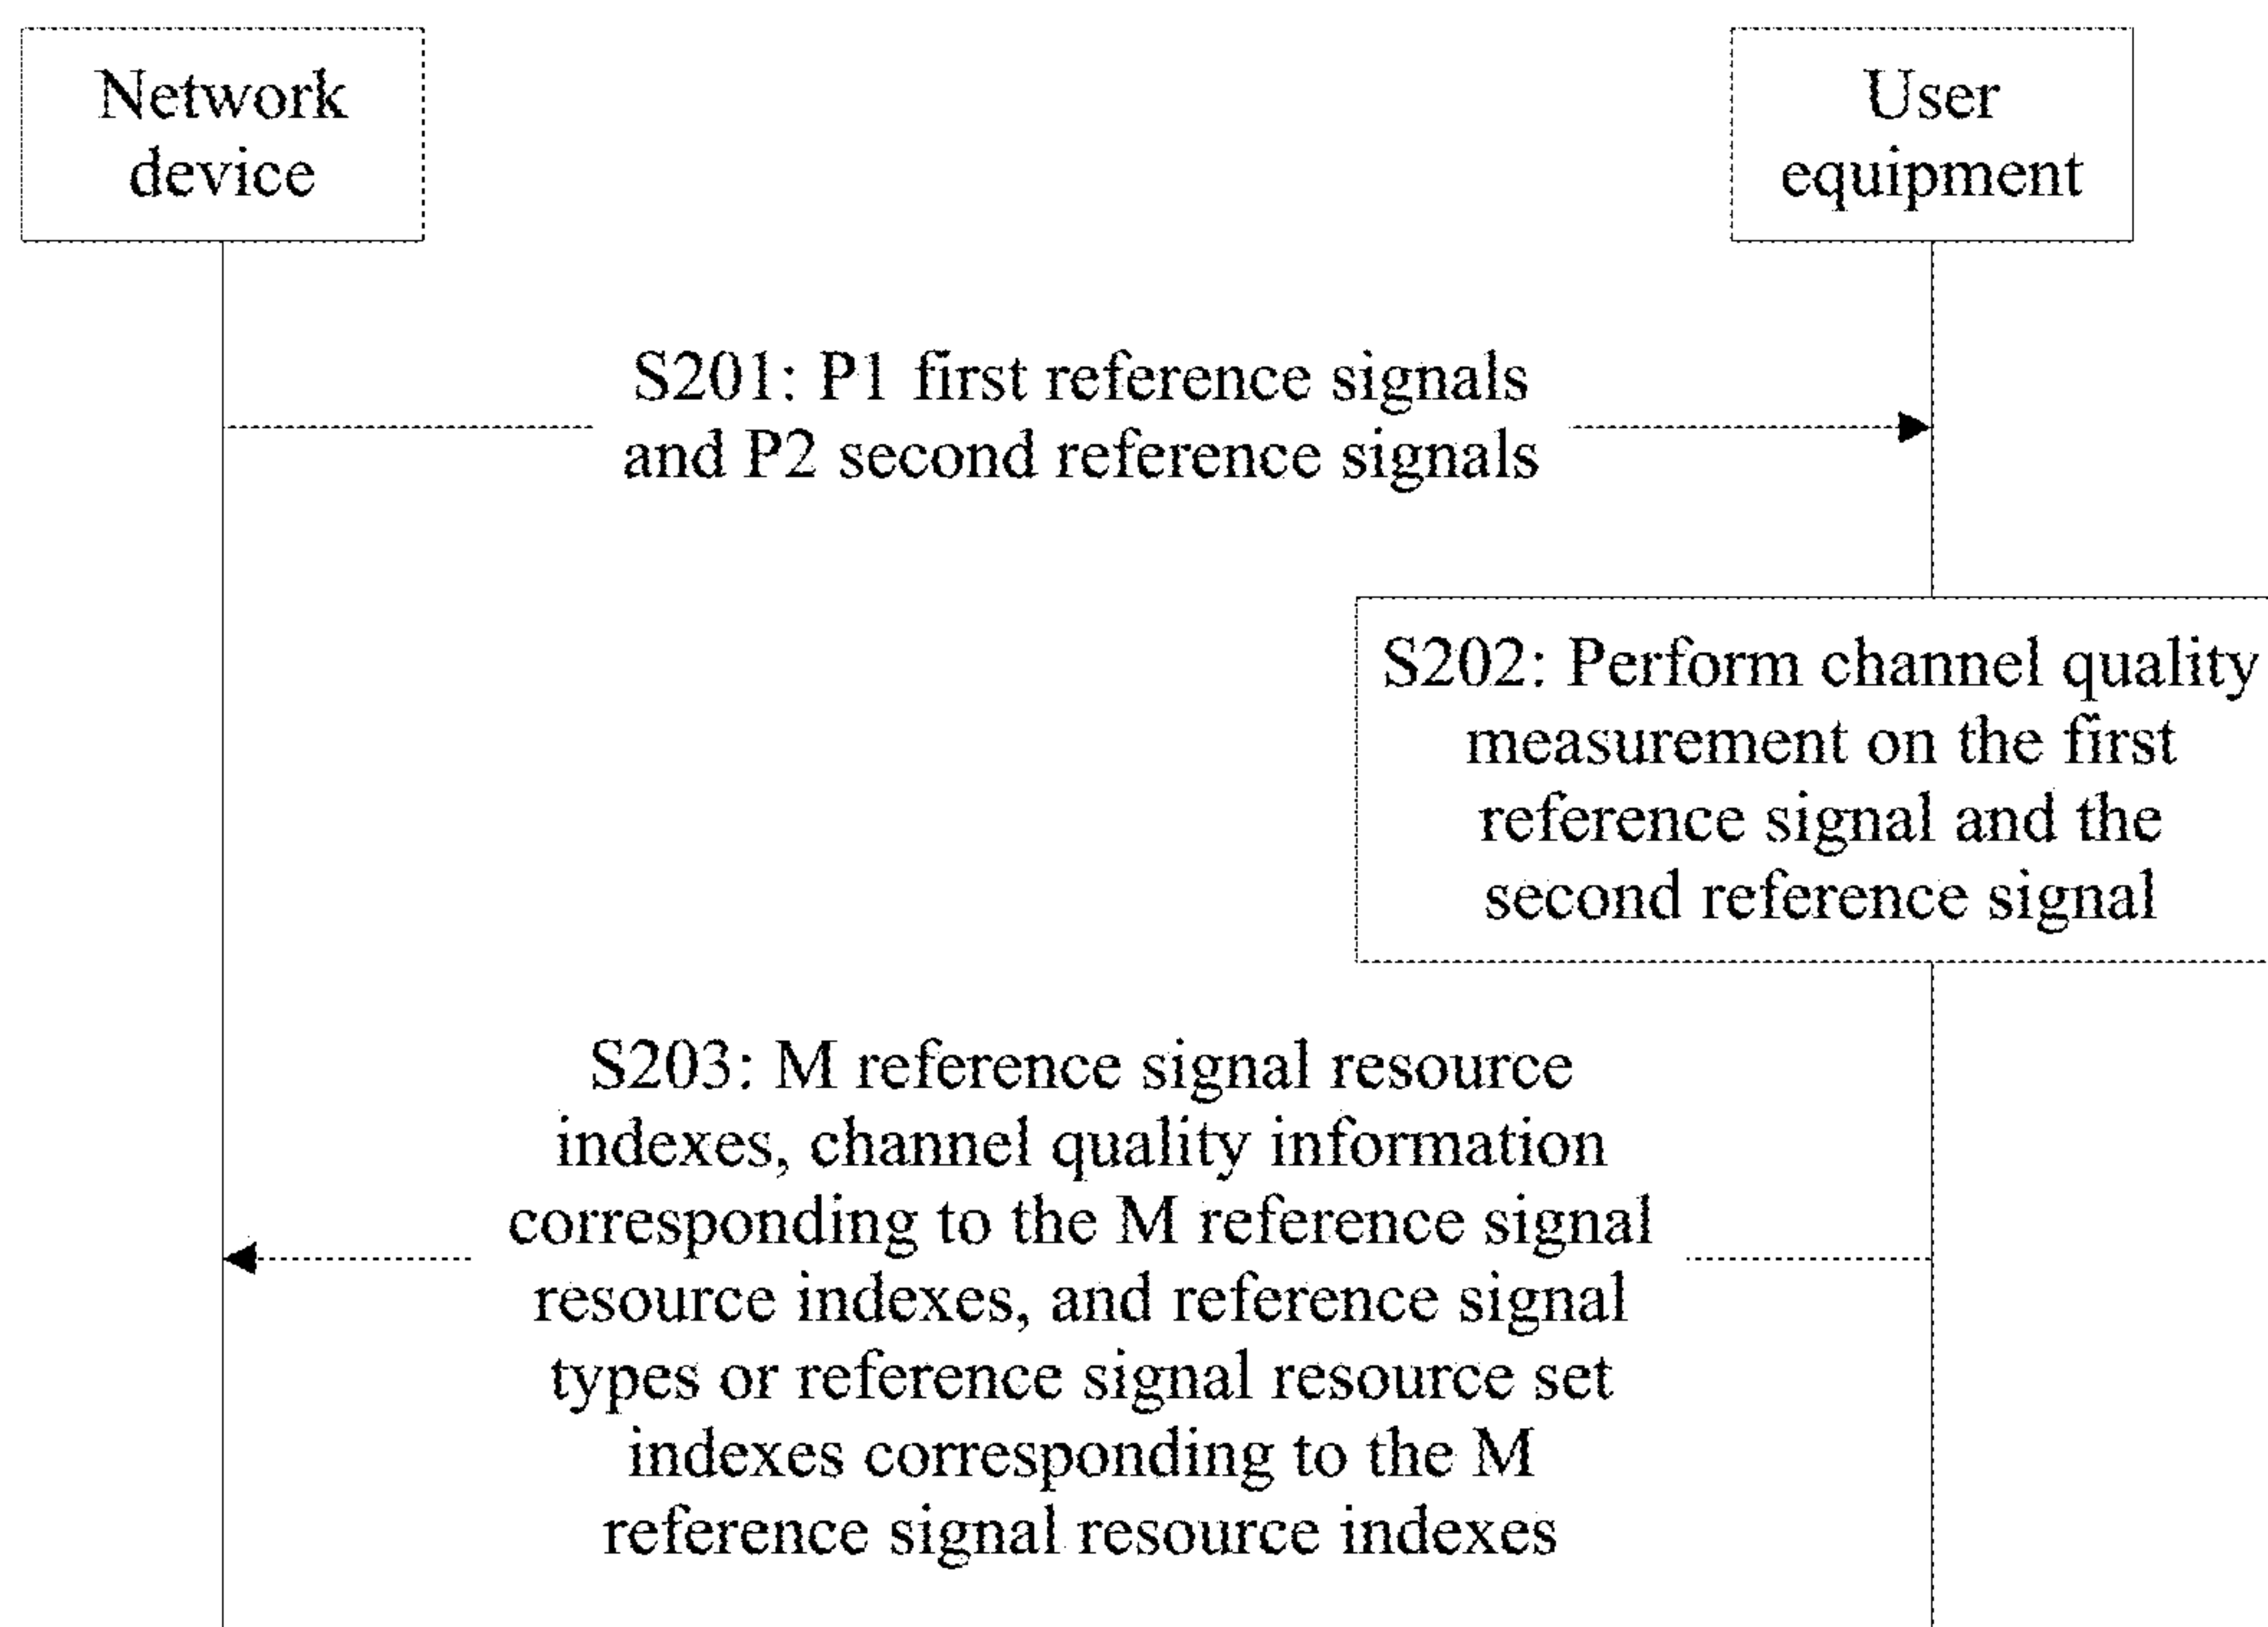 Network
device
User
equipment
S201: P1 first reference signals
and P2 second reference signals
S202: Perform channel quality
measurement on the first
reference signal and the
second reference signal
S203: M reference signal resource
indexes, channel quality information
corresponding to the M reference signal
resource indexes, and reference signal
types or reference signal resource set
indexes corresponding to the M
reference signal resource indexes